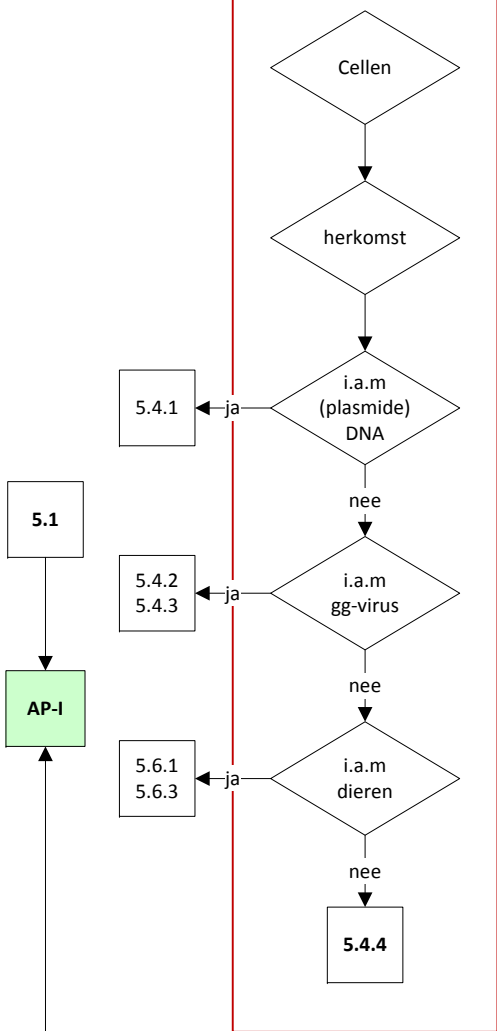 Cellen
herkomst
i.a.m
(plasmide)
DNA
ja
5.4.1
nee
5.1
i.a.m
gg-virus
ja
5.4.2
5.4.3
nee
AP-I
i.a.m
dieren
ja
5.6.1
5.6.3
nee
5.4.4